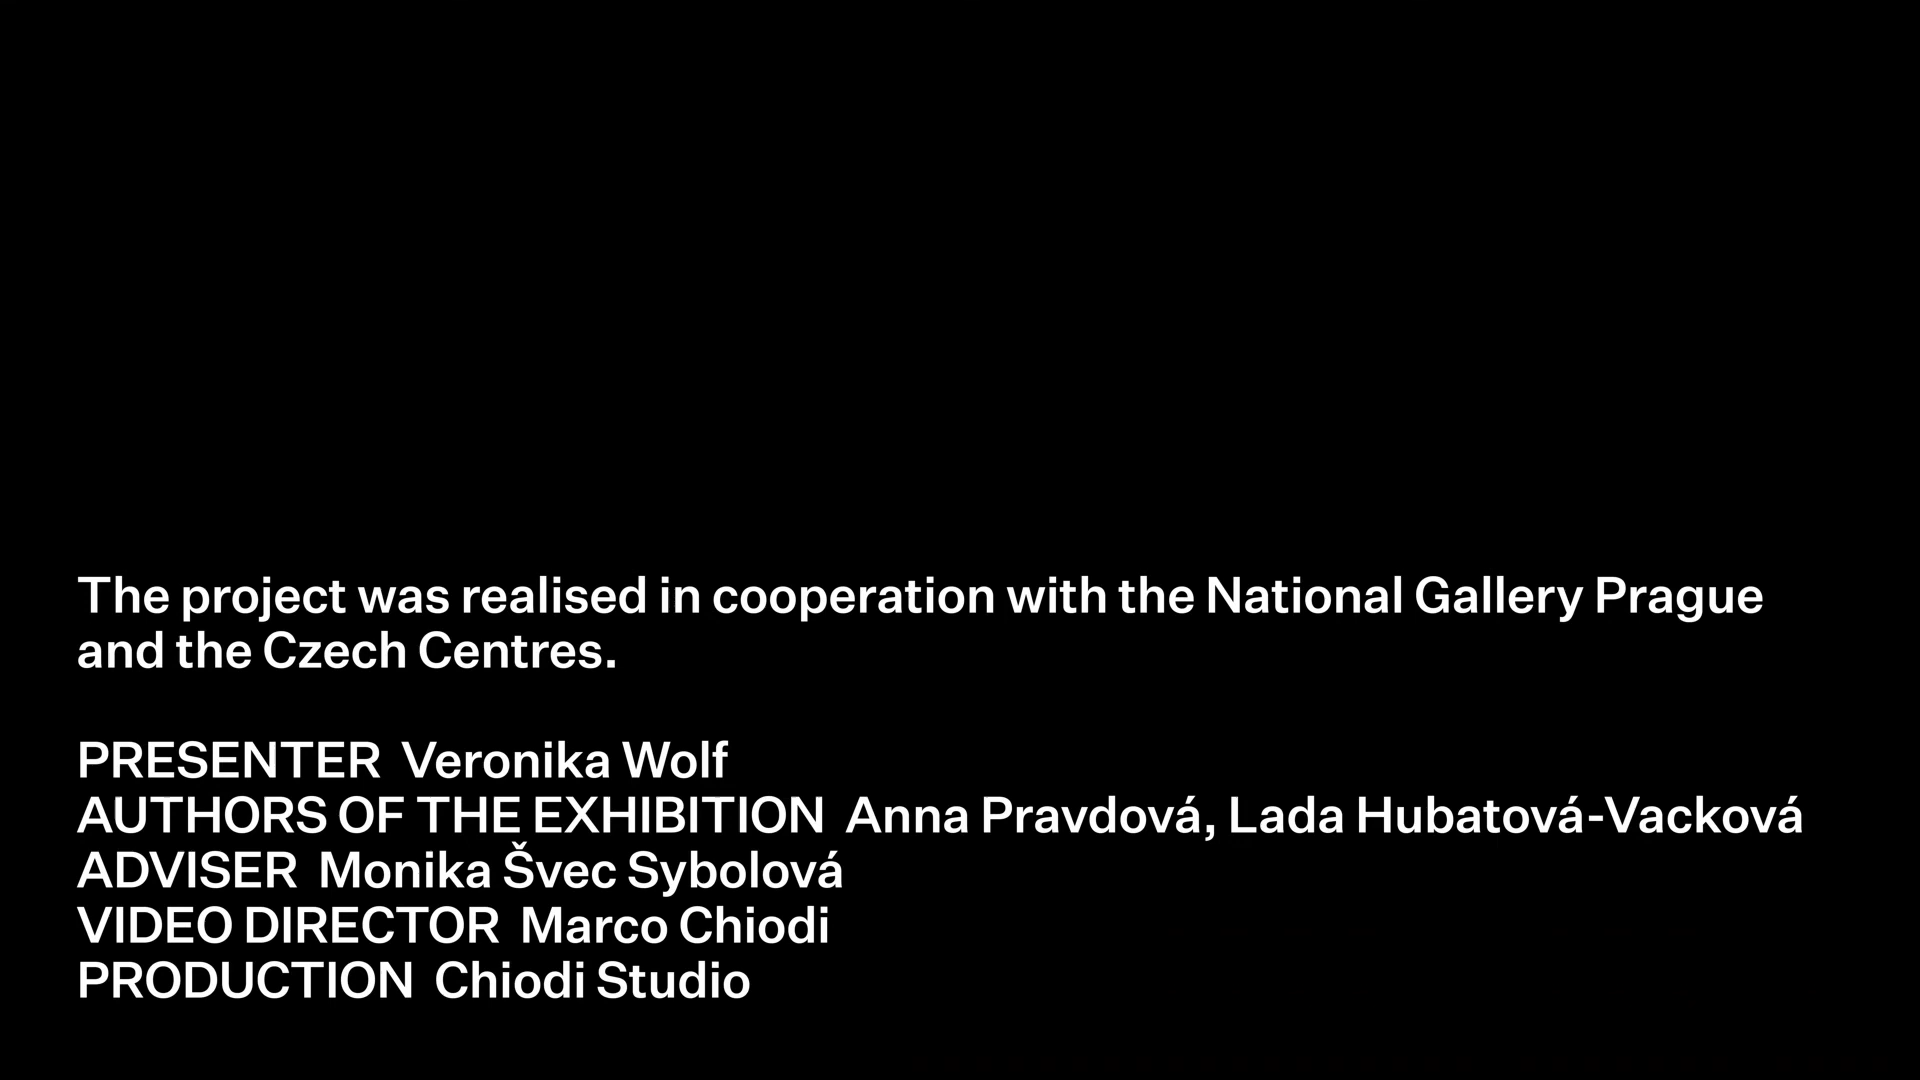 The project was realised in cooperation with the National Gallery Prague
and the Czech Centres.
PRESENTER Veronika Wolf
AUTHORS OF THE EXHIBITION Anna Pravdová, Lada Hubatová-Vacková
ADVISER Monika Švec Sybolová
VIDEO DIRECTOR Marco Chiodi
PRODUCTION Chiodi Studio